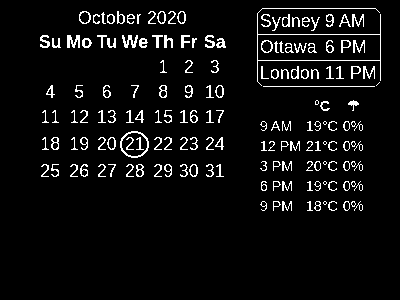 October 2020
Su Mo Tu We Th Fr Sa
1 2 3
4 5 6 7 8 9 10
11 12 13 14 15 16 17
18 19 20 21 22 23 24
25 26 27 28 29 30 31
Sydney 9 AM
Ottawa 6 PM
London 11 PM
°C ☂
9 AM 19°C 0%
12 PM 21°C 0%
3 PM 20°C 0%
6 PM 19°C 0%
9 PM 18°C 0%